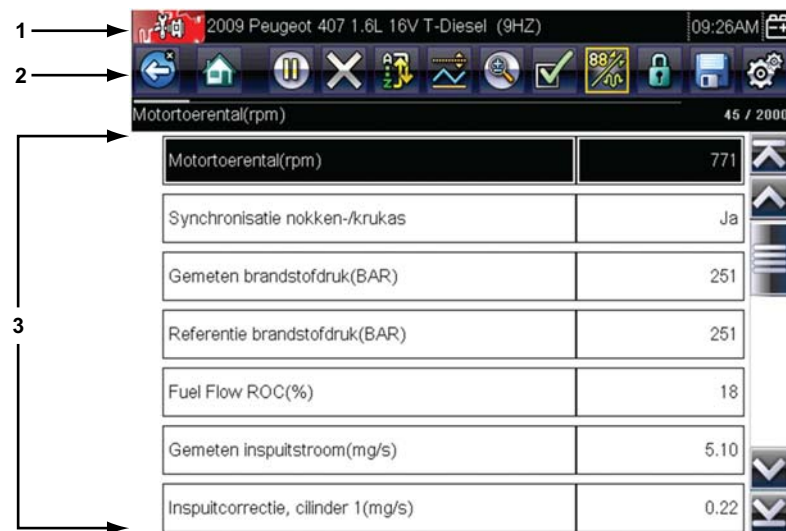 1
2009 Peugeot 407 1.6L 16V T-Diesel (9HZ) 09:26AM
2
A
Z
88
Motortoerental(rpm) 45 / 2000
Motortoerental(rpm) 771
Synchronisatie nokken-/krukas Ja
Gemeten brandstofdruk(BAR) 251
3
Referentie brandstofdruk(BAR) 251
Fuel Flow ROC(%) 18
Gemeten inspuitstroom(mg/s) 5.10
Inspuitcorrectie, cilinder 1(mg/s) 0.22